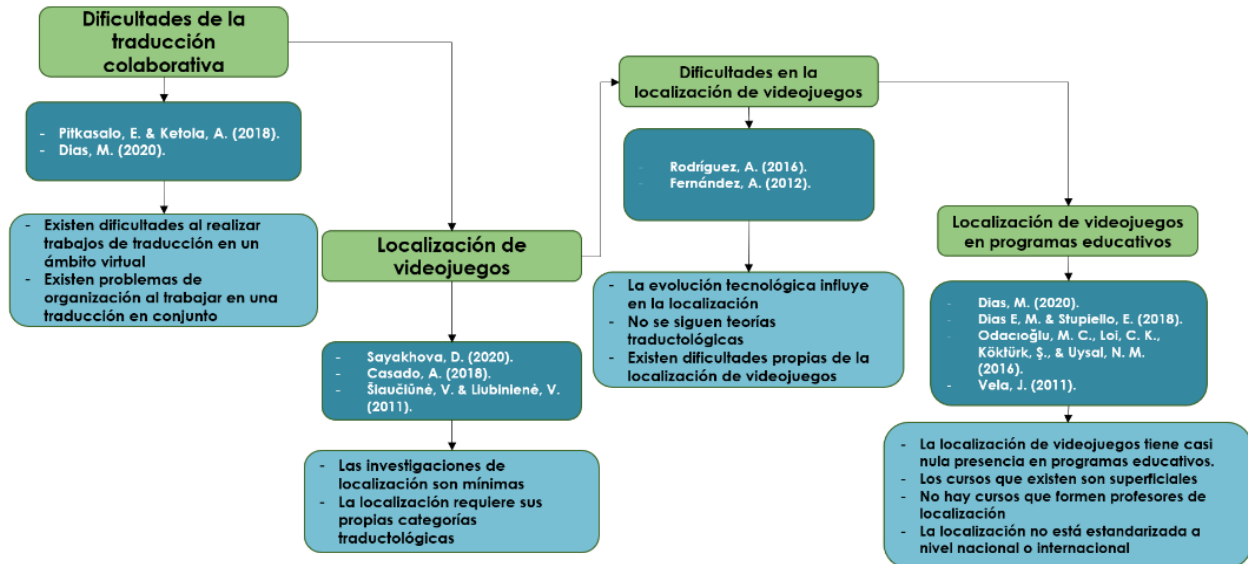 Dificultades de la
traducción
colaborativa
- Pitkasalo, E. & Ketola, A. (2018).
- Dias, M. (2020).
- Existen dificultades al realizar
trabajos de traducción en un
ámbito virtual
- Existen problemas de
organización al trabajar en una
traducción en conjunto
Localización de
videojuegos
- Sayakhova, D. (2020).
- Casado, A. (2018).
- Šiaučiūnė, V. & Liubinienė, V.
(2011).
- Las investigaciones de
localización son mínimas
- La localización requiere sus
propias categorías
traductológicas
Dificultades en la
localización de videojuegos
- Rodríguez, A. (2016).
- Fernández, A. (2012).
- La evolución tecnológica influye
en la localización
- No se siguen teorías
traductológicas
- Existen dificultades propias de la
localización de videojuegos
Localización de videojuegos
en programas educativos
- Dias, M. (2020).
- Dias E, M. & Stupiello, E. (2018).
- Odacıoğlu, M. C., Loi, C. K.,
Köktürk, Ş., & Uysal, N. M.
(2016).
- Vela, J. (2011).
- La localización de videojuegos tiene casi
nula presencia en programas educativos.
- Los cursos que existen son superficiales
- No hay cursos que formen profesores de
localización
- La localización no está estandarizada a
nivel nacional o internacional